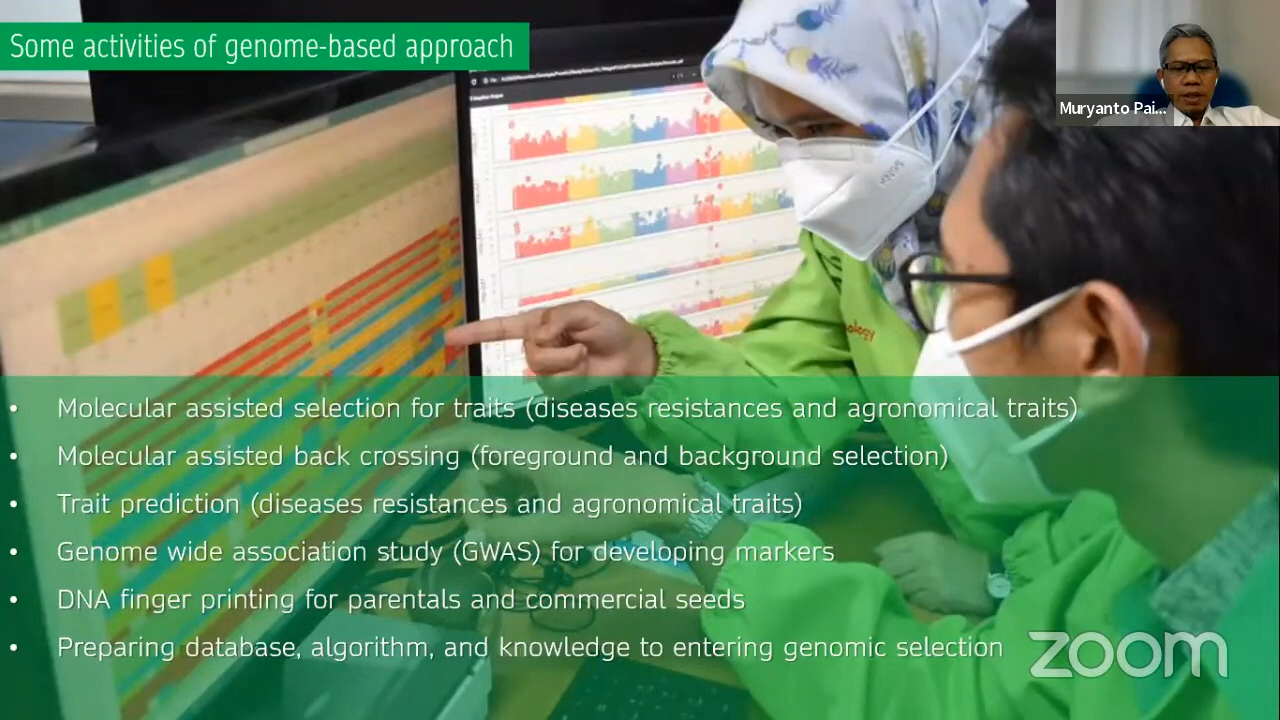 Some activities of genome-based approach
Muryanto Pai...
ology
• Molecular assisted selection for traits (diseases resistances and agronomical traits)
• Molecular assisted back crossing (foreground and background selection)
• Trait prediction (diseases resistances and agronomical traits)
• Genome wide association study (GWAS) for developing markers
• DNA finger printing for parentals and commercial seeds
• Preparing database, algorithm, and knowledge to entering genomic selection
zoom